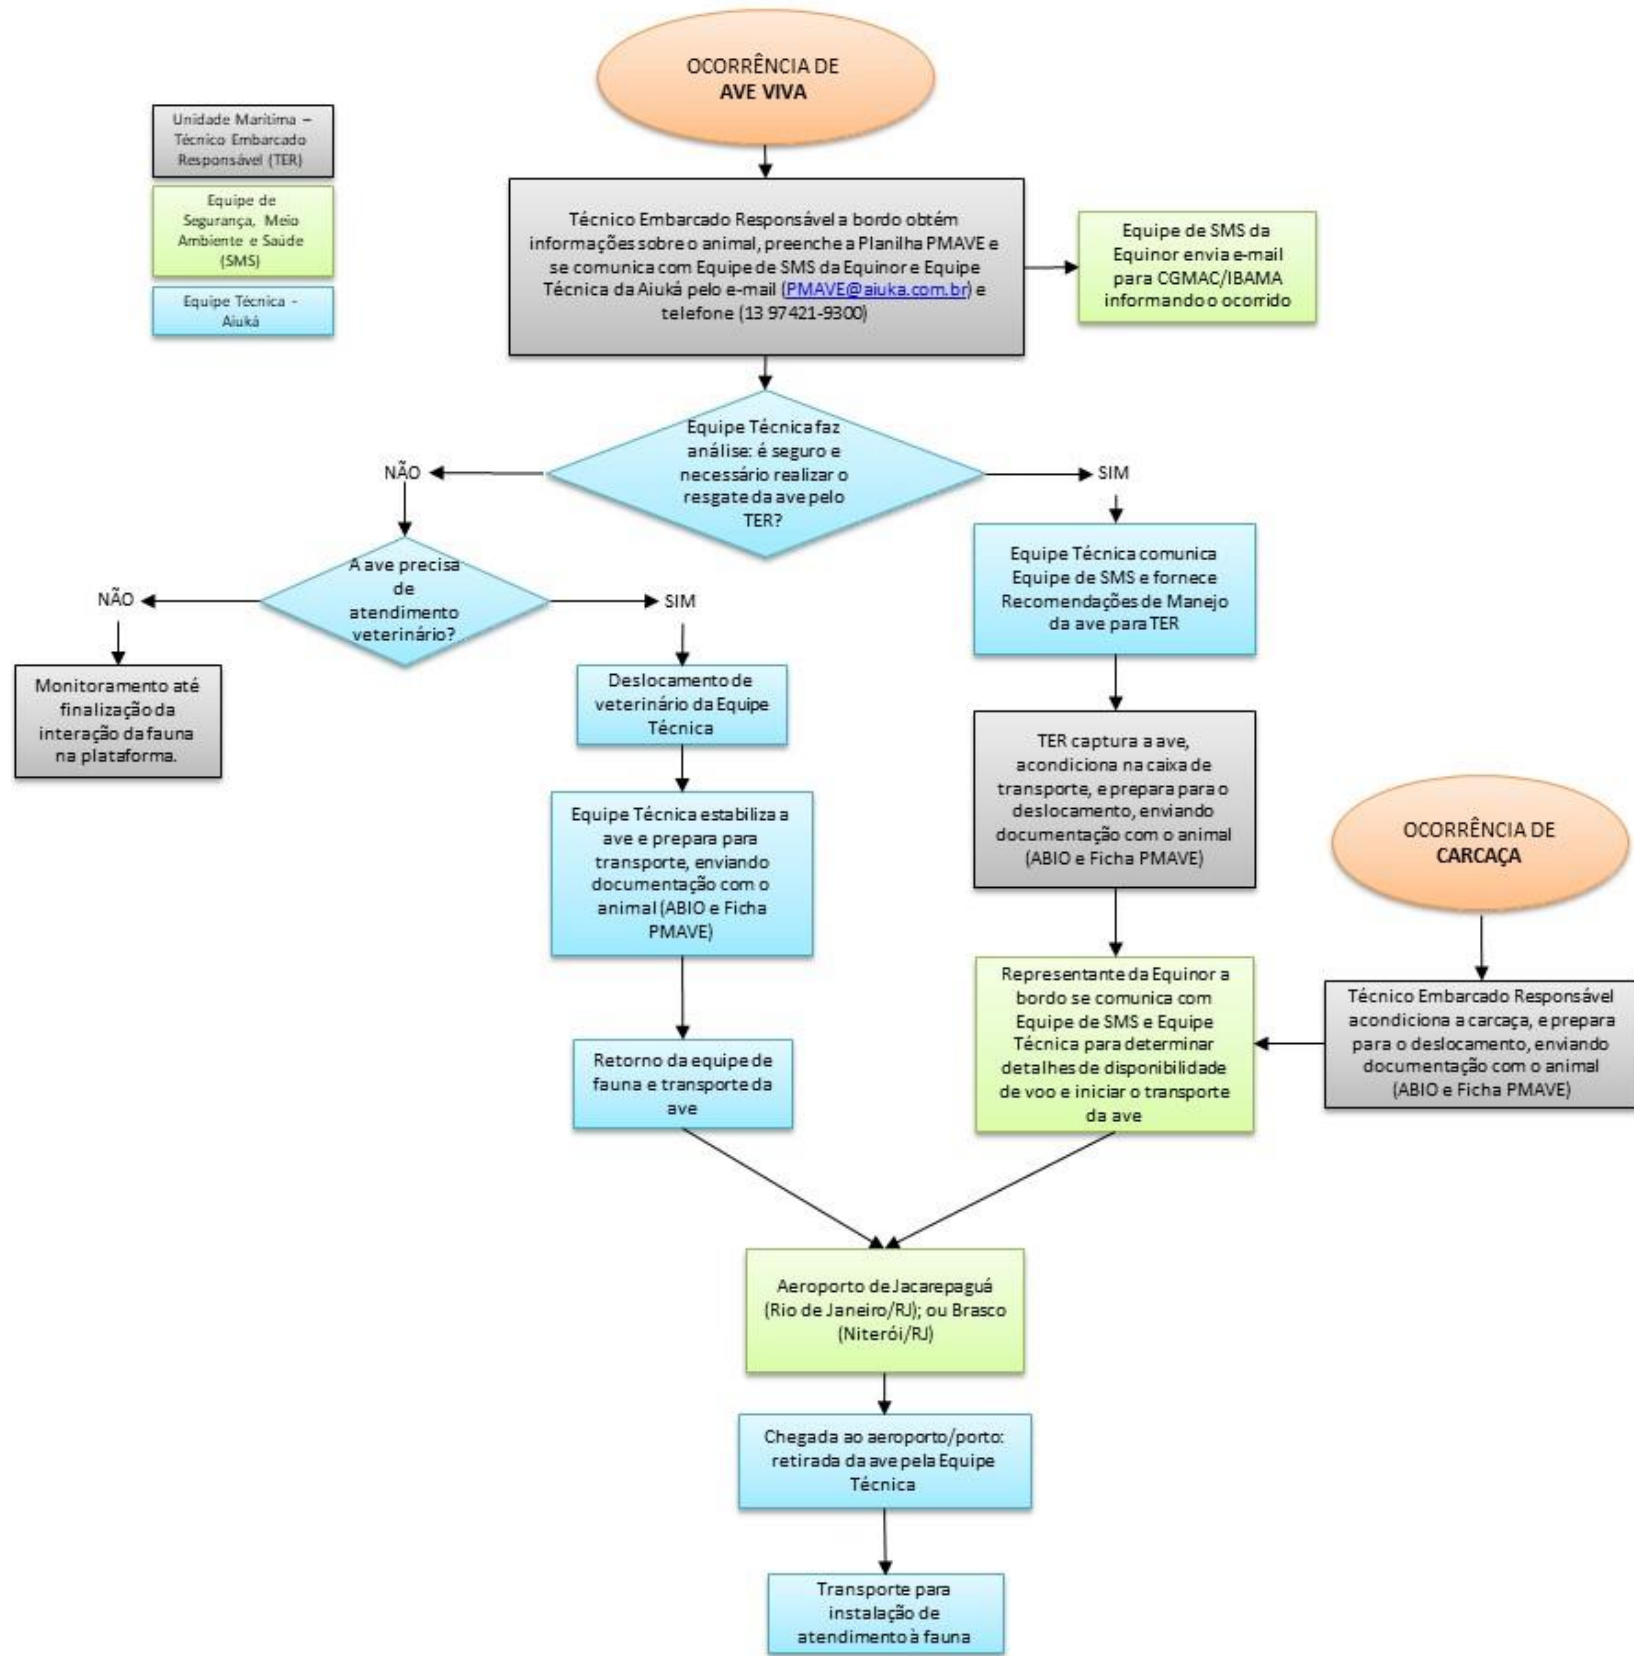 OCORRÊNCIA DE
AVE VIVA
Unidade Marítima –
Técnico Embarcado
Responsável (TER)
Equipe de
Segurança, Meio
Ambiente e Saúde
(SMS)
Equipe Técnica -
Aiuká
Técnico Embarcado Responsável a bordo obtém
informações sobre o animal, preenche a Planilha PMAVE e
se comunica com Equipe de SMS da Equinor e Equipe
Técnica da Aiuká pelo e-mail (PMAVE@aiuka.com.br) e
telefone (13 97421-9300)
Equipe de SMS da
Equinor envia e-mail
para CGMAC/IBAMA
informando o ocorrido
Equipe Técnica faz
análise: é seguro e
necessário realizar o
resgate da ave pelo
TER?
NÃO
SIM
A ave precisa
de
atendimento
veterinário?
NÃO
SIM
Equipe Técnica comunica
Equipe de SMS e fornece
Recomendações de Manejo
da ave para TER
Monitoramento até
finalização da
interação da fauna
na plataforma.
Deslocamento de
veterinário da Equipe
Técnica
TER captura a ave,
acondiciona na caixa de
transporte, e prepara para o
deslocamento, enviando
documentação com o animal
(ABIO e Ficha PMAVE)
Equipe Técnica estabiliza a
ave e prepara para
transporte, enviando
documentação com o
animal (ABIO e Ficha
PMAVE)
OCORRÊNCIA DE
CARCAÇA
Representante da Equinor a
bordo se comunica com
Equipe de SMS e Equipe
Técnica para determinar
detalhes de disponibilidade
de voo e iniciar o transporte
da ave
Técnico Embarcado Responsável
acondiciona a carcaça, e prepara
para o deslocamento, enviando
documentação com o animal
(ABIO e Ficha PMAVE)
Retorno da equipe de
fauna e transporte da
ave
Aeroporto de Jacarepaguá
(Rio de Janeiro/RJ); ou Brasco
(Niterói/RJ)
Chegada ao aeroporto/porto:
retirada da ave pela Equipe
Técnica
Transporte para
instalação de
atendimento à fauna